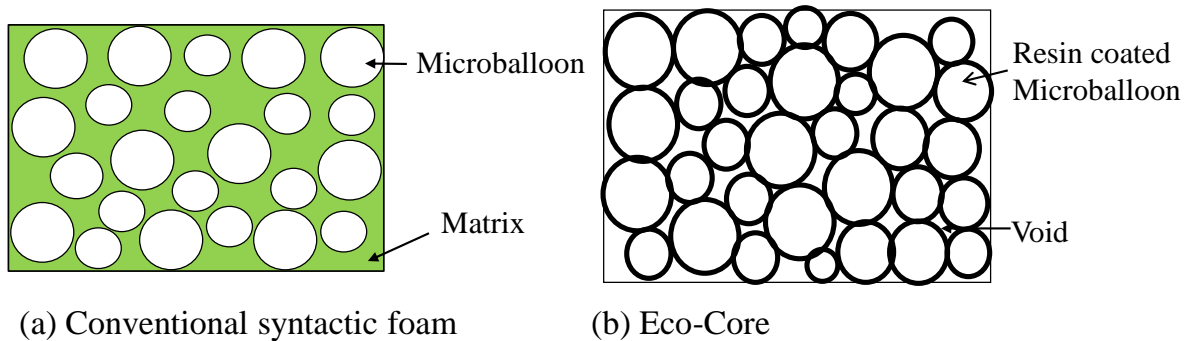 Microballoon
Matrix
(a) Conventional syntactic foam
Resin coated
Microballoon
Void
(b) Eco-Core